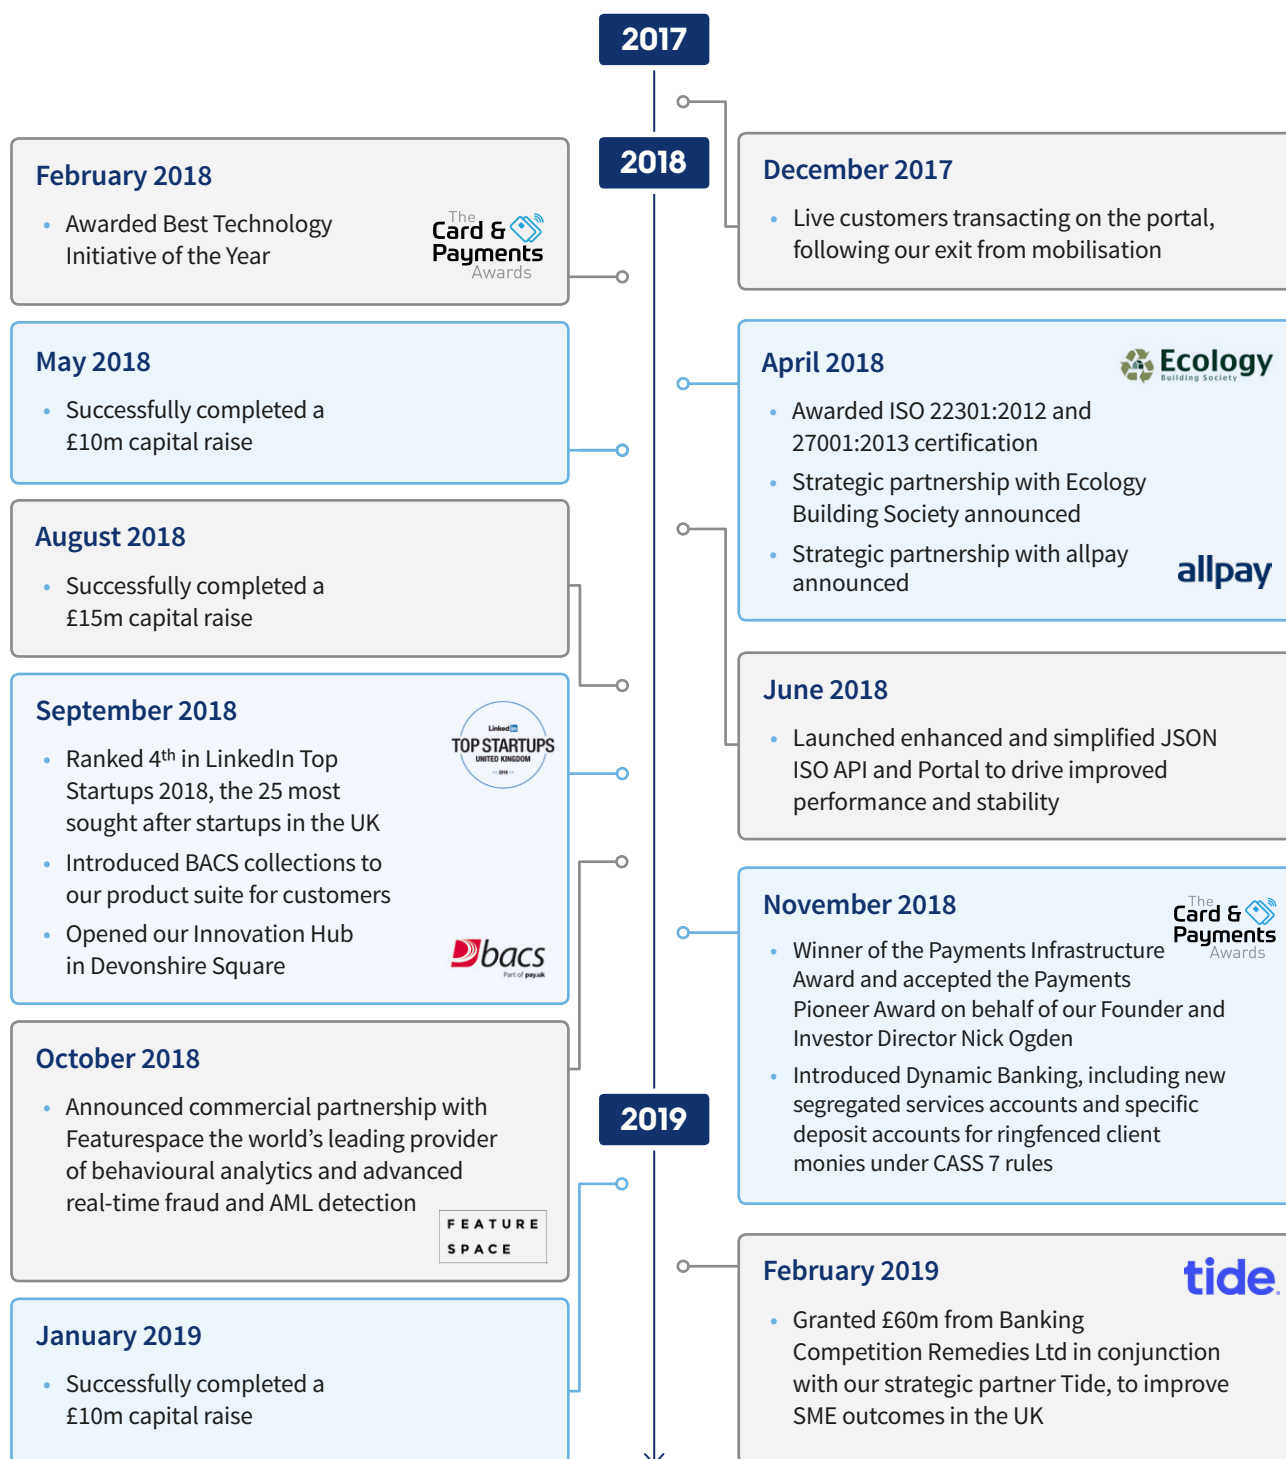 2017
2018
December 2017
• Live customers transacting on the portal,
following our exit from mobilisation
February 2018
• Awarded Best Technology
Initiative of the Year
The
Card &
Payments
Awards
April 2018
Ecology
Building Society
• Awarded ISO 22301:2012 and
27001:2013 certification
• Strategic partnership with Ecology
Building Society announced
• Strategic partnership with allpay
announced
allpay
May 2018
• Successfully completed a
£10m capital raise
June 2018
• Launched enhanced and simplified JSON
ISO API and Portal to drive improved
performance and stability
August 2018
• Successfully completed a
£15m capital raise
September 2018
• Ranked 4th in LinkedIn Top
Startups 2018, the 25 most
sought after startups in the UK
• Introduced BACS collections to
our product suite for customers
• Opened our Innovation Hub
in Devonshire Square
Linked in
TOP STARTUPS
UNITED KINGDOM
2018
bacs
Part of pay.uk
October 2018
• Announced commercial partnership with
Featurespace the world’s leading provider
of behavioural analytics and advanced
real-time fraud and AML detection
FEATURE
SPACE
November 2018
The
Card &
Payments
Awards
• Winner of the Payments Infrastructure
Award and accepted the Payments
Pioneer Award on behalf of our Founder and
Investor Director Nick Ogden
• Introduced Dynamic Banking, including new
segregated services accounts and specific
deposit accounts for ringfenced client
monies under CASS 7 rules
2019
January 2019
• Successfully completed a
£10m capital raise
February 2019
tide
• Granted £60m from Banking
Competition Remedies Ltd in conjunction
with our strategic partner Tide, to improve
SME outcomes in the UK